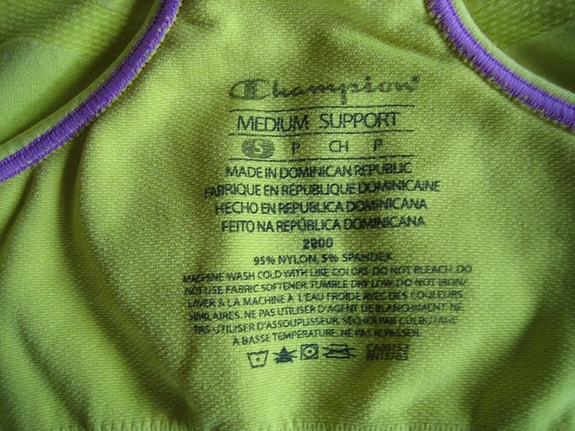 Champion
MEDIUM SUPPORT
S P CH P
MADE IN DOMINICAN REPUBLIC
FABRIQUE EN RÉPUBLIQUE DOMINICAINE
HECHO EN REPUBLICA DOMINICANA
FEITO NA REPÚBLICA DOMINICANA
2900
95% NYLON, 5% SPANDEX
MACHINE WASH COLD WITH LIKE COLORS. DO NOT BLEACH. DO
NOT USE FABRIC SOFTENER. TUMBLE DRY LOW. DO NOT IRON/
LAVER À LA MACHINE À L'EAU FROIDE AVEC DES COULEURS
SIMILAIRES. NE PAS UTILISER D'AGENT DE BLANCHIMENT. NE
PAS UTILISER D'ASSOUPLISSEUR. SÉCHER PAR CULBUTAGE
À BASSE TEMPÉRATURE. NE PAS REPASSER.